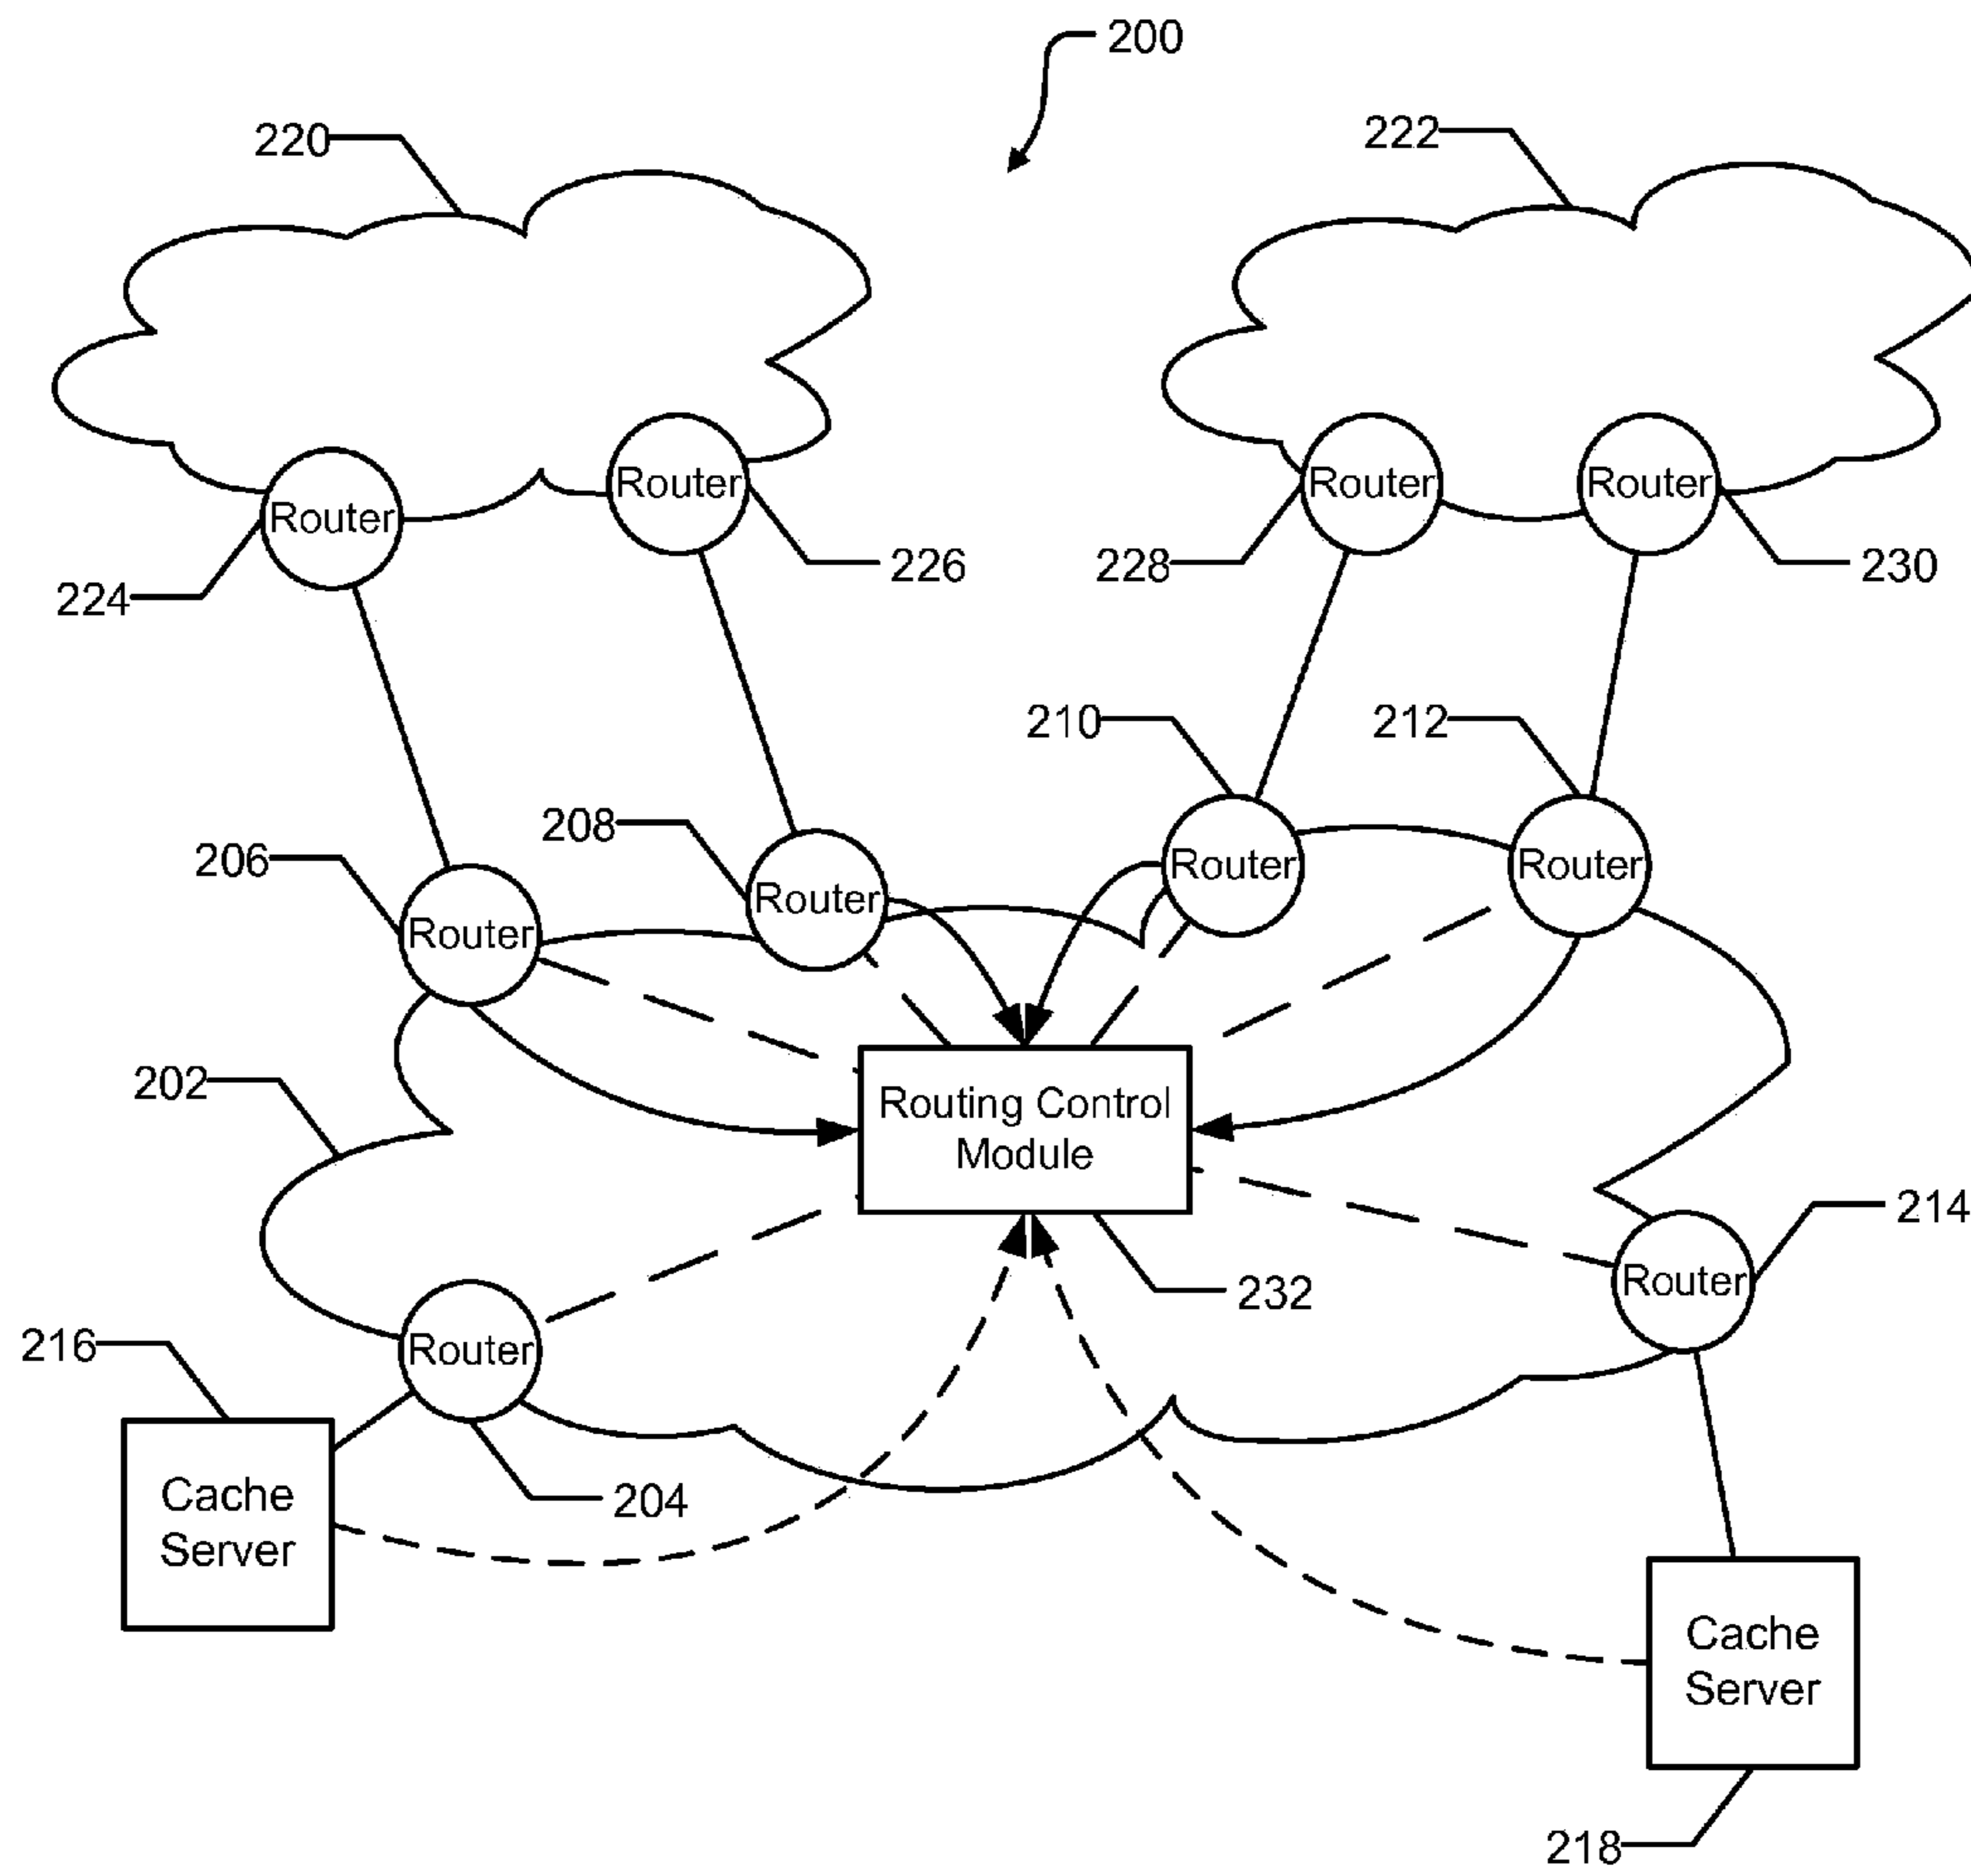 200
220
222
Router
Router
Router
Router
224
226
228
230
210
212
208
206
Router
Router
Router
Router
202
Routing Control
Module
214
232
Router
216
Router
204
Cache
Server
Cache
Server
218